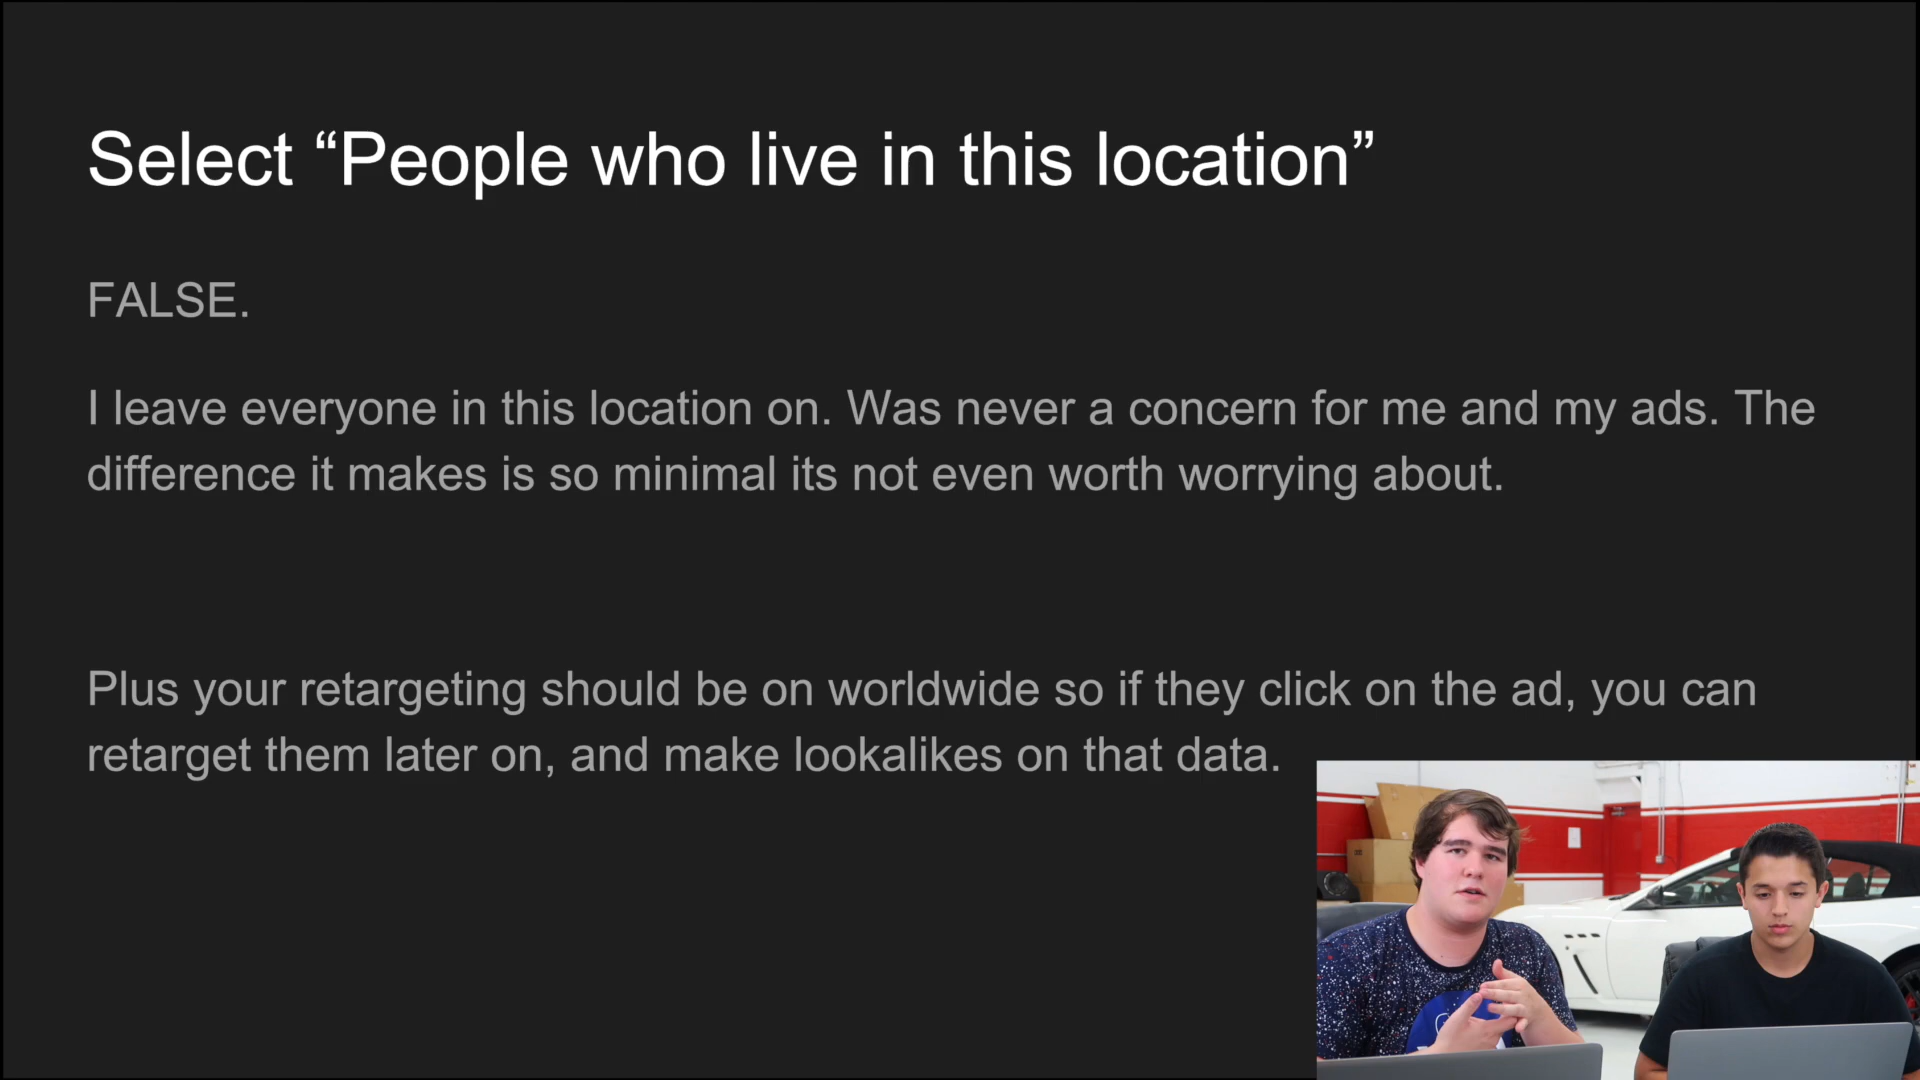 Select “People who live in this location”
FALSE.
I leave everyone in this location on. Was never a concern for me and my ads. The
difference it makes is so minimal its not even worth worrying about.
Plus your retargeting should be on worldwide so if they click on the ad, you can
retarget them later on, and make lookalikes on that data.